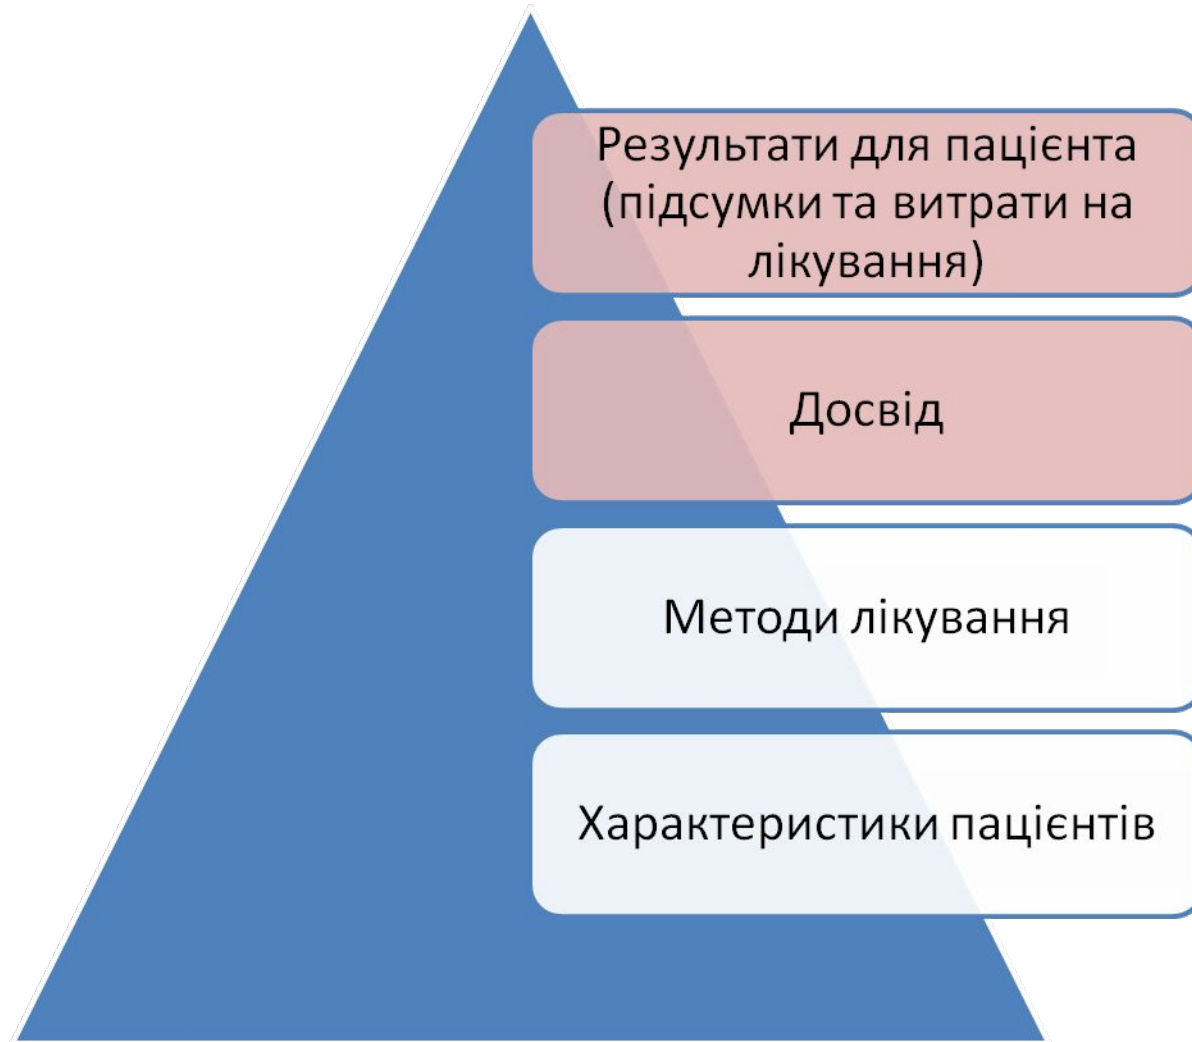 Результати для пацієнта
(підсумки та витрати на
лікування)
Досвід
Методи лікування
Характеристики пацієнтів